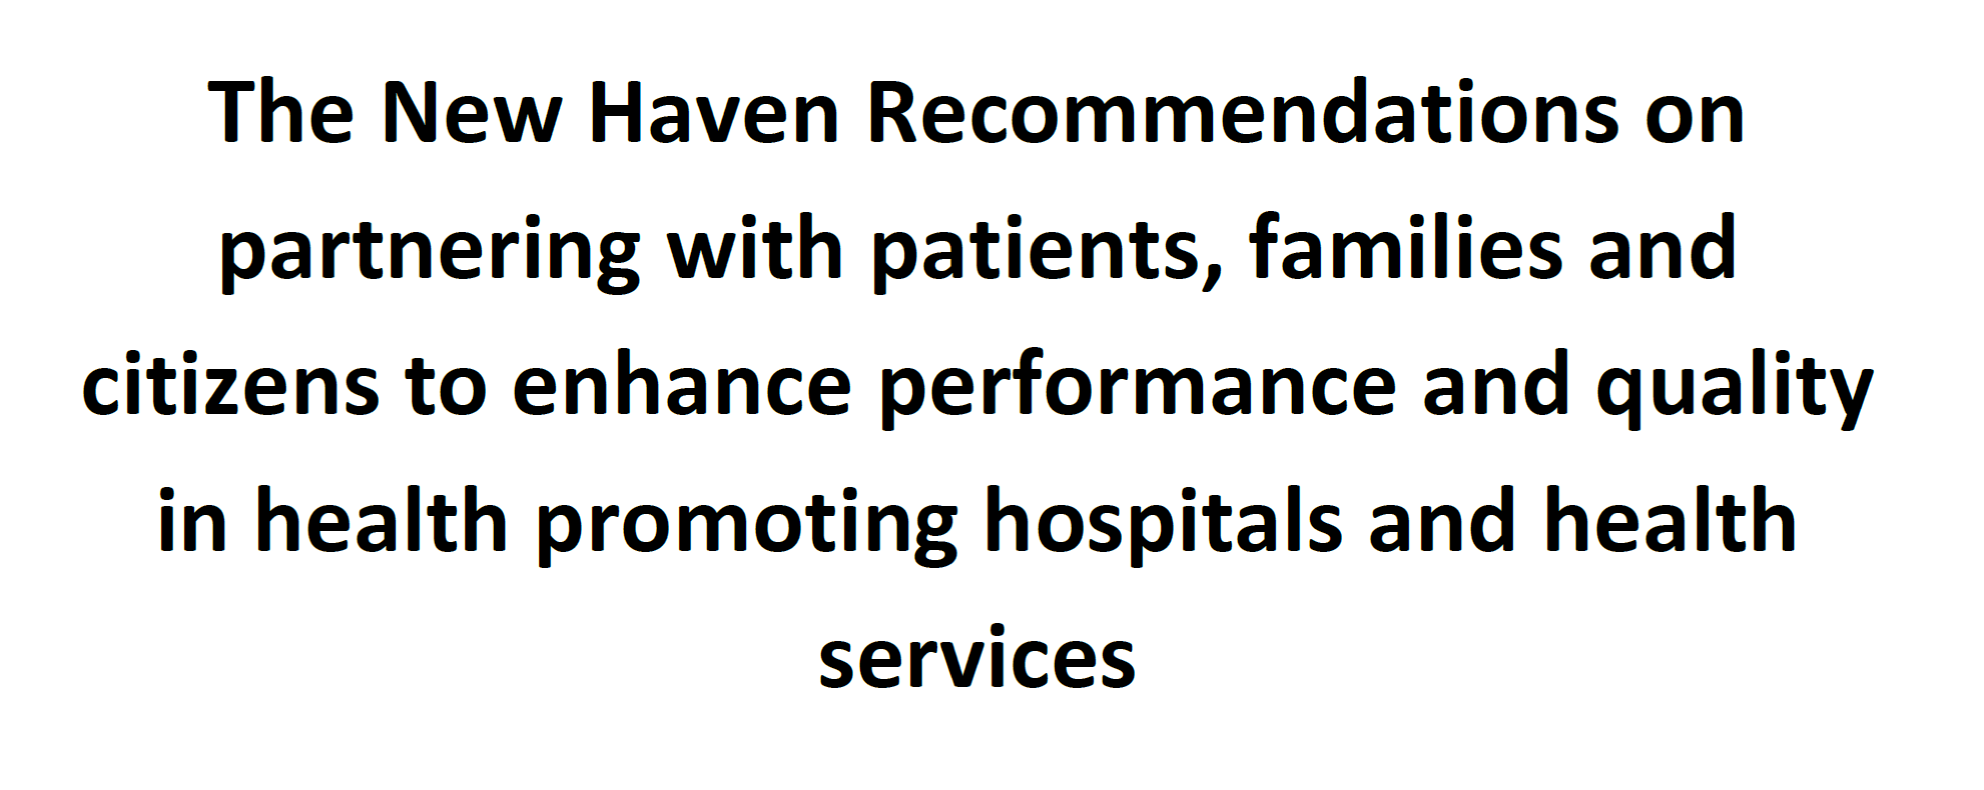 The New Haven Recommendations on
partnering with patients, families and
citizens to enhance performance and quality
in health promoting hospitals and health
services